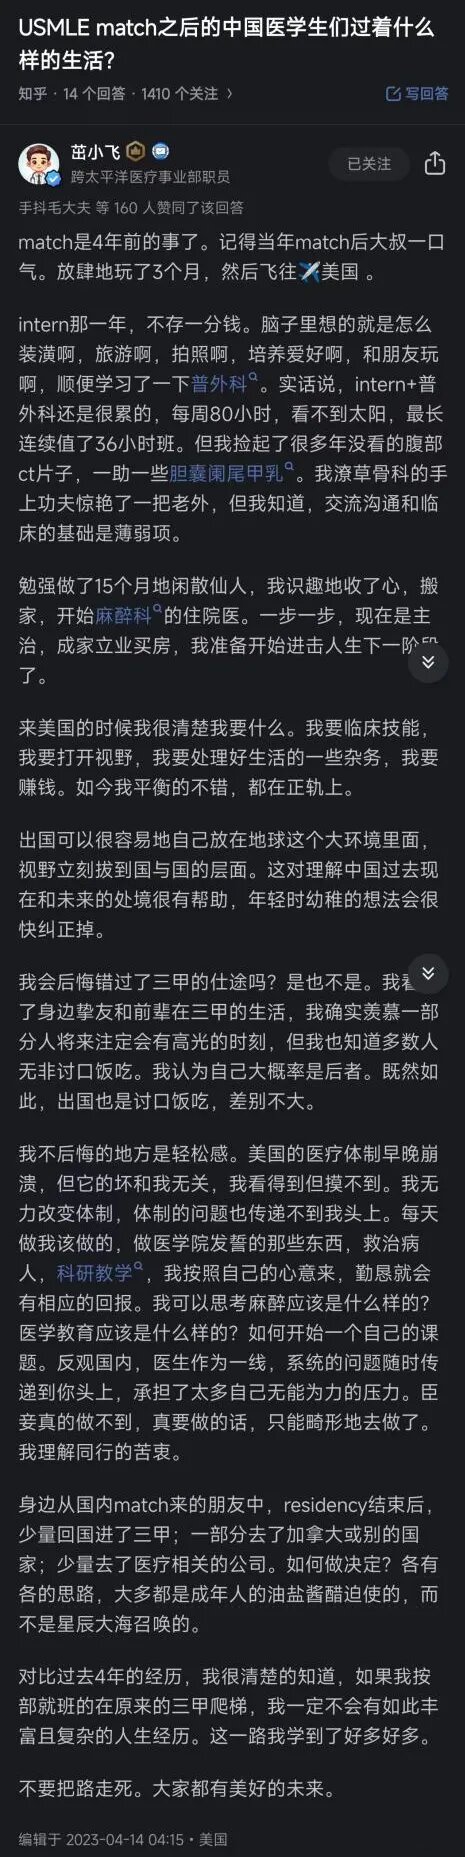 USMLE match之后的中国医学生们过着什么
样的生活?
知乎 · 14 个回答 · 1410 个关注 >
写回答
茁小飞
跨太平洋医疗事业部职员
已关注
手抖毛大夫 等 160 人赞同了该回答
match是4年前的事了。记得当年match后大叔一口
气。放肆地玩了3个月，然后飞往✈️美国 。
intern那一年，不存一分钱。脑子里想的就是怎么
装潢啊，旅游啊，拍照啊，培养爱好啊，和朋友玩
啊，顺便学习了一下普外科。实话说，intern+普
外科还是很累的，每周80小时，看不到太阳，最长
连续值了36小时班。但我捡起了很多年没看的腹部
ct片子，一助一些胆囊阑尾甲乳。我潦草骨科的手
上功夫惊艳了一把老外，但我知道，交流沟通和临
床的基础是薄弱项。
勉强做了15个月地闲散仙人，我识趣地收了心，搬
家，开始麻醉科的住院医。一步一步，现在是主
治，成家立业买房，我准备开始进击人生下一阶段
了。
来美国的时候我很清楚我要什么。我要临床技能，
我要打开视野，我要处理好生活的一些杂务，我要
赚钱。如今我平衡的不错，都在正轨上。
出国可以很容易地自己放在地球这个大环境里面，
视野立刻拔到国与国的层面。这对理解中国过去现
在和未来的处境很有帮助，年轻时幼稚的想法会很
快纠正掉。
我会后悔错过了三甲的仕途吗？是也不是。我看
了身边挚友和前辈在三甲的生活，我确实羡慕一部
分人将来注定会有高光的时刻，但我也知道多数人
无非讨口饭吃。我认为自己大概率是后者。既然如
此，出国也是讨口饭吃，差别不大。
我不后悔的地方是轻松感。美国的医疗体制早晚崩
溃，但它的坏和我无关，我看得到但摸不到。我无
力改变体制，体制的问题也传递不到我头上。每天
做我该做的，做医学院发誓的那些东西，救治病
人，科研教学，我按照自己的心意来，勤恳就会
有相应的回报。我可以思考麻醉应该是什么样的？
医学教育应该是什么样的？如何开始一个自己的课
题。反观国内，医生作为一线，系统的问题随时传
递到你头上，承担了太多自己无能为力的压力。臣
妾真的做不到，真要做的话，只能畸形地去做了。
我理解同行的苦衷。
身边从国内match来的朋友中，residency结束后，
少量回国进了三甲；一部分去了加拿大或别的国
家；少量去了医疗相关的公司。如何做决定？各有
各的思路，大多都是成年人的油盐酱醋迫使的，而
不是星辰大海召唤的。
对比过去4年的经历，我很清楚的知道，如果我按
部就班的在原来的三甲爬梯，我一定不会有如此丰
富且复杂的人生经历。这一路我学到了好多好多。
不要把路走死。大家都有美好的未来。
编辑于 2023-04-14 04:15 · 美国